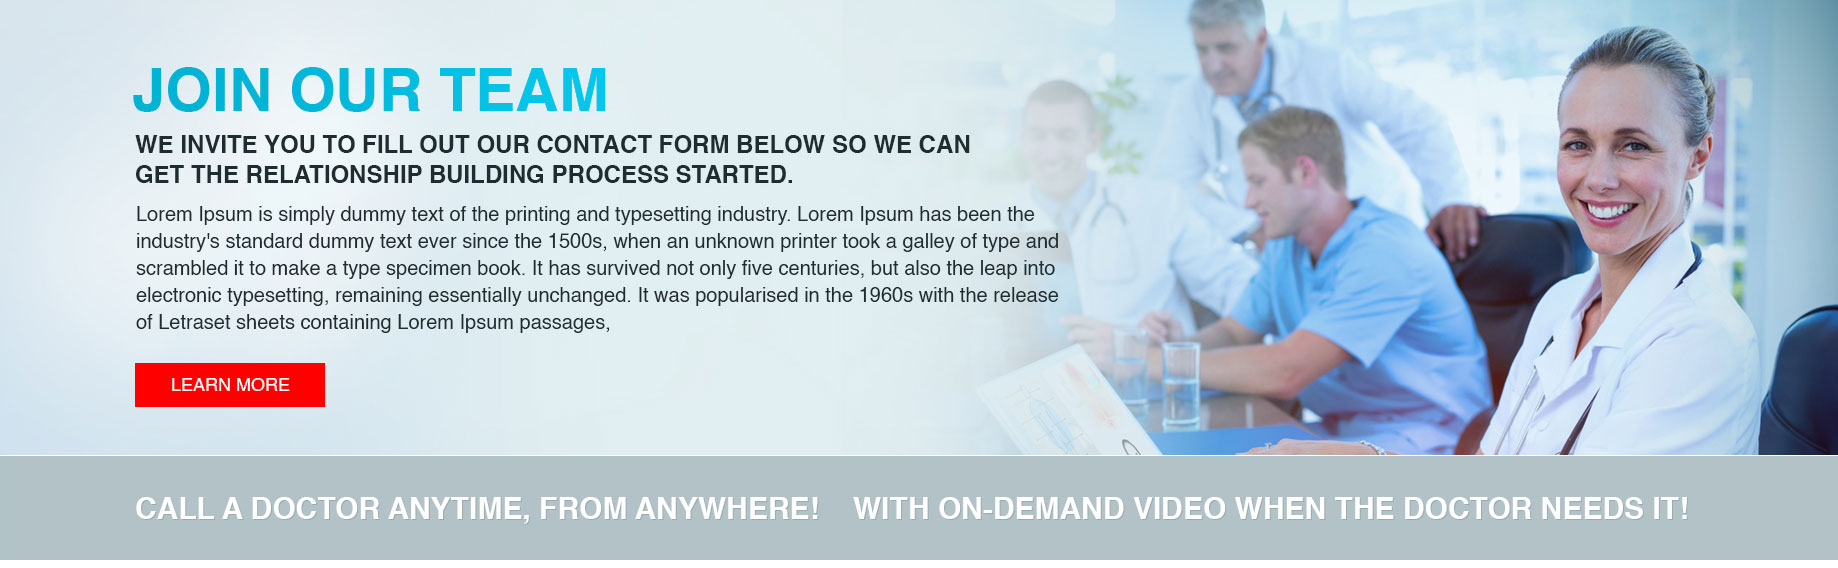 JOIN OUR TEAM
WE INVITE YOU TO FILL OUT OUR CONTACT FORM BELOW SO WE CAN
GET THE RELATIONSHIP BUILDING PROCESS STARTED.
Lorem Ipsum is simply dummy text of the printing and typesetting industry. Lorem Ipsum has been the
industry's standard dummy text ever since the 1500s, when an unknown printer took a galley of type and
scrambled it to make a type specimen book. It has survived not only five centuries, but also the leap into
electronic typesetting, remaining essentially unchanged. It was popularised in the 1960s with the release
of Letraset sheets containing Lorem Ipsum passages,
LEARN MORE
CALL A DOCTOR ANYTIME, FROM ANYWHERE! WITH ON-DEMAND VIDEO WHEN THE DOCTOR NEEDS IT!